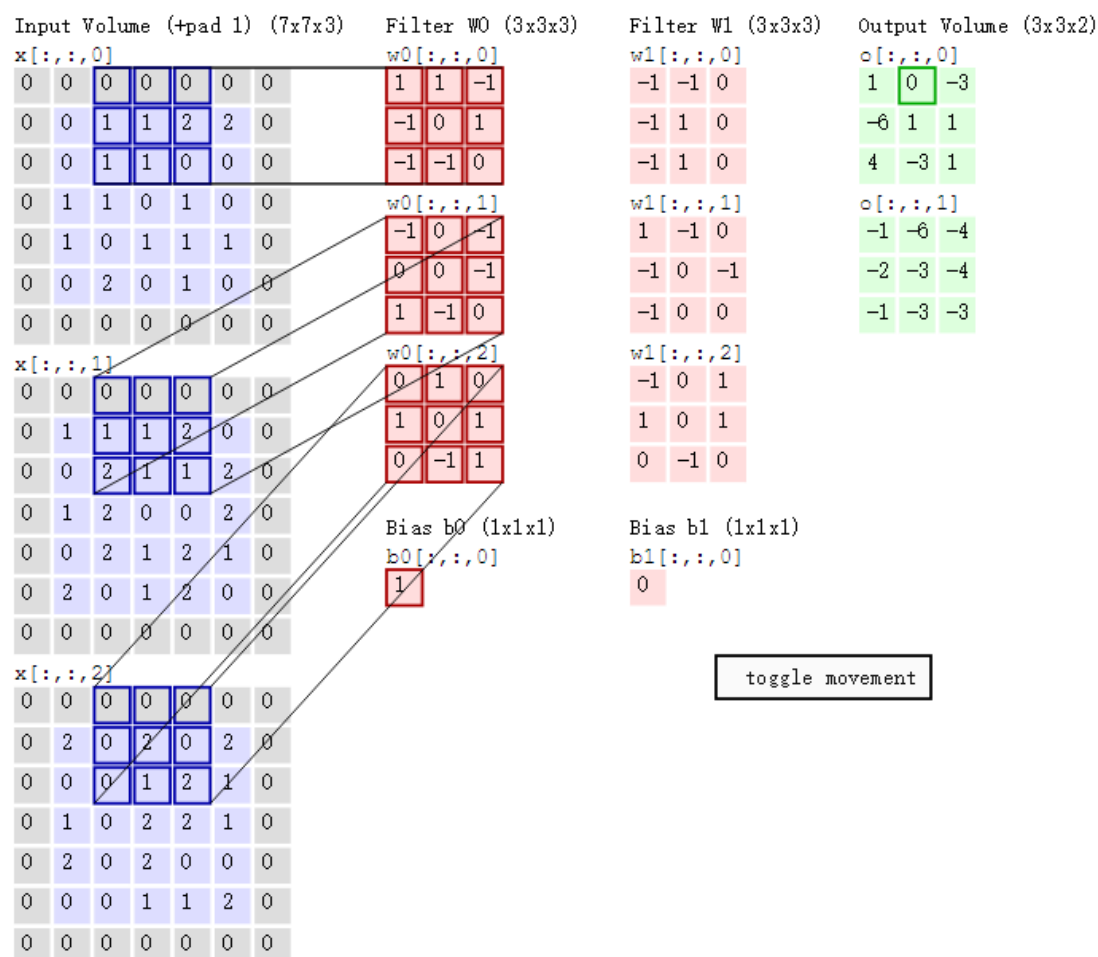 Input Volume (+pad 1) (7x7x3)
x[:,:,0]
0 0 0 0 0 0 0
0 0 1 1 2 2 0
0 0 1 1 0 0 0
0 1 1 0 1 0 0
0 1 0 1 1 1 0
0 0 2 0 1 0 0
0 0 0 0 0 0 0
x[:,:,1]
0 0 0 0 0 0 0
0 1 1 1 2 0 0
0 0 2 1 1 2 0
0 1 2 0 0 2 0
0 0 2 1 2 1 0
0 2 0 1 2 0 0
0 0 0 0 0 0 0
x[:,:,2]
0 0 0 0 0 0 0
0 2 0 2 0 2 0
0 0 0 1 2 1 0
0 1 0 2 2 1 0
0 2 0 2 0 0 0
0 0 0 1 1 2 0
0 0 0 0 0 0 0
Filter W0 (3x3x3)
w0[:,:,0]
1 1 -1
-1 0 1
-1 -1 0
w0[:,:,1]
-1 0 -1
0 0 -1
1 -1 0
w0[:,:,2]
0 1 0
1 0 1
0 -1 1
Bias b0 (1x1x1)
b0[:,:,0]
1
Filter W1 (3x3x3)
w1[:,:,0]
-1 -1 0
-1 1 0
-1 1 0
w1[:,:,1]
1 -1 0
-1 0 -1
-1 0 0
w1[:,:,2]
-1 0 1
1 0 1
0 -1 0
Bias b1 (1x1x1)
b1[:,:,0]
0
Output Volume (3x3x2)
o[:,:,0]
1 0 -3
-6 1 1
4 -3 1
o[:,:,1]
-1 -6 -4
-2 -3 -4
-1 -3 -3
toggle movement